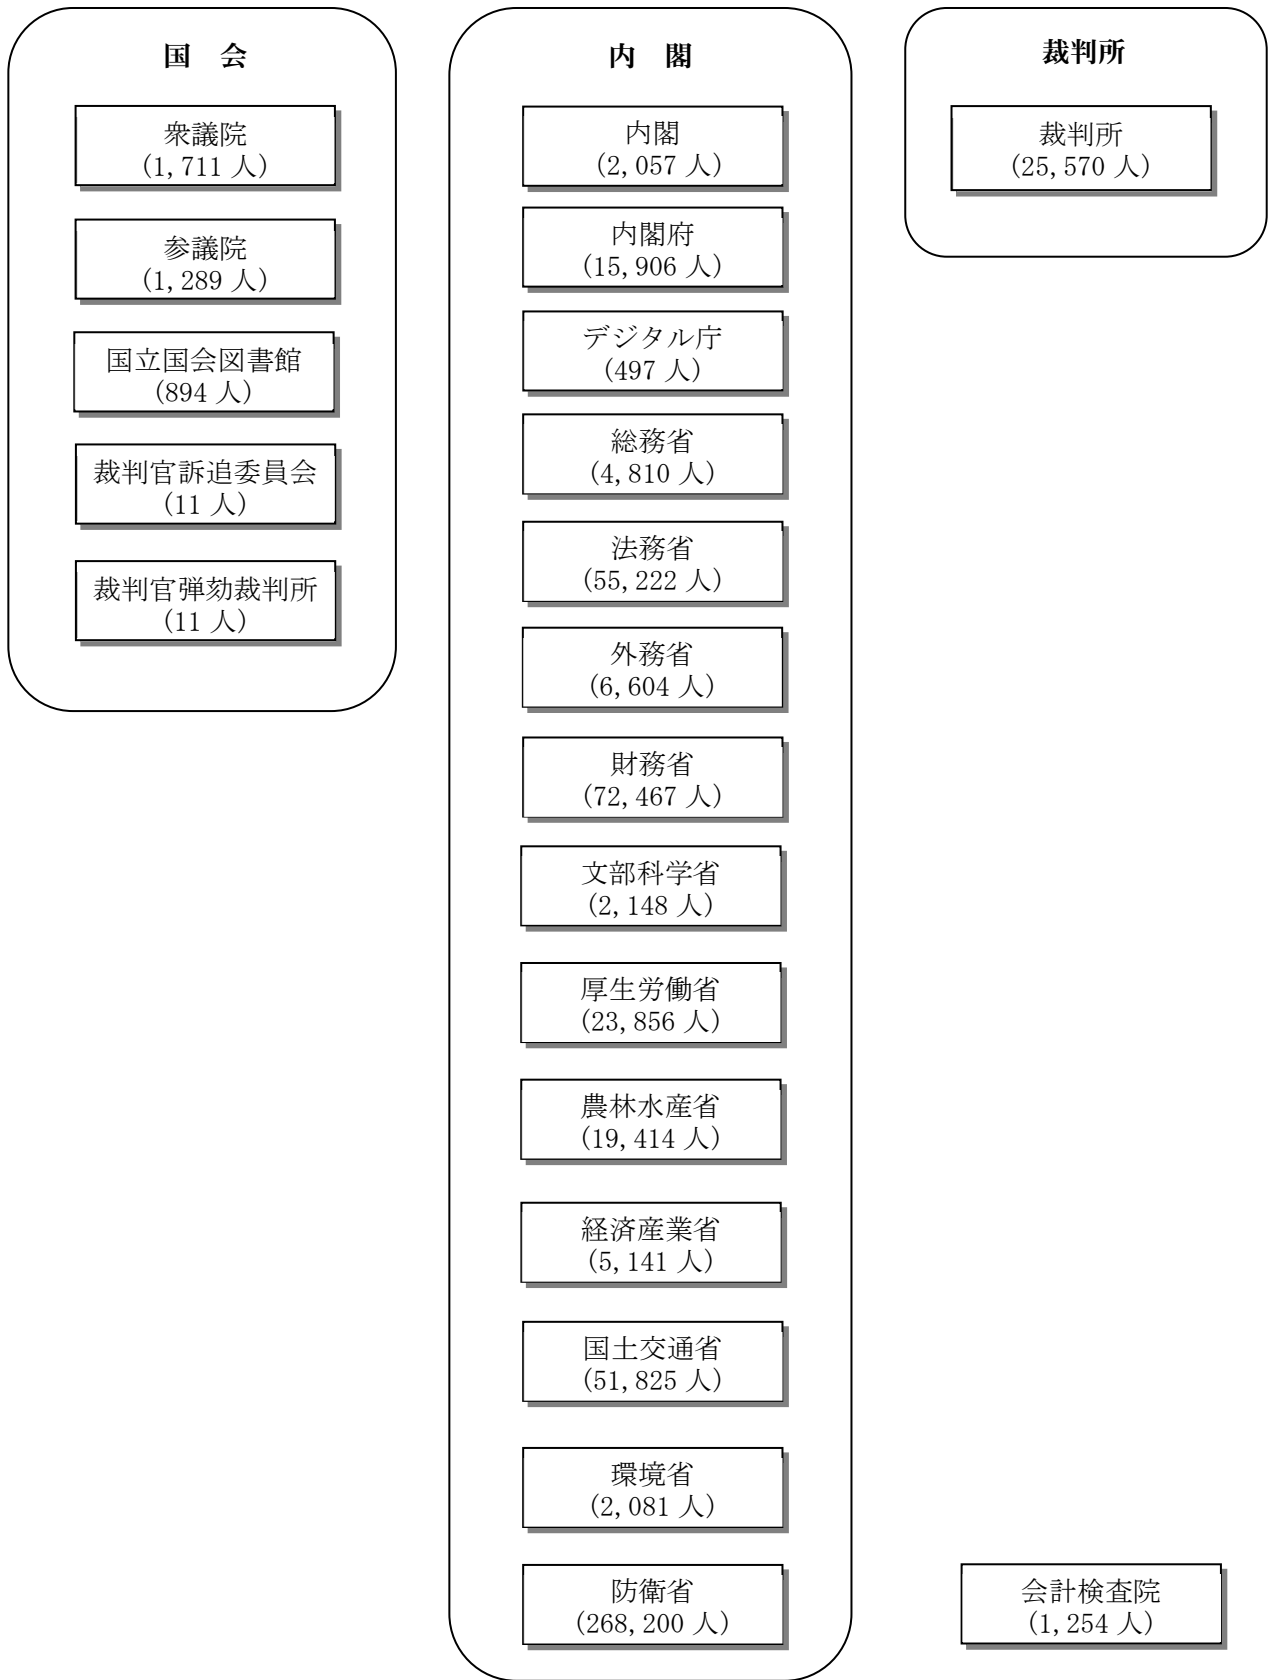 国　会
衆議院
(1,711 人)
参議院
(1,289 人)
国立国会図書館
(894 人)
裁判官訴追委員会
(11 人)
裁判官弾劾裁判所
(11 人)
内　閣
内閣
(2,057 人)
内閣府
(15,906 人)
デジタル庁
(497 人)
総務省
(4,810 人)
法務省
(55,222 人)
外務省
(6,604 人)
財務省
(72,467 人)
文部科学省
(2,148 人)
厚生労働省
(23,856 人)
農林水産省
(19,414 人)
経済産業省
(5,141 人)
国土交通省
(51,825 人)
環境省
(2,081 人)
防衛省
(268,200 人)
裁判所
裁判所
(25,570 人)
会計検査院
(1,254 人)